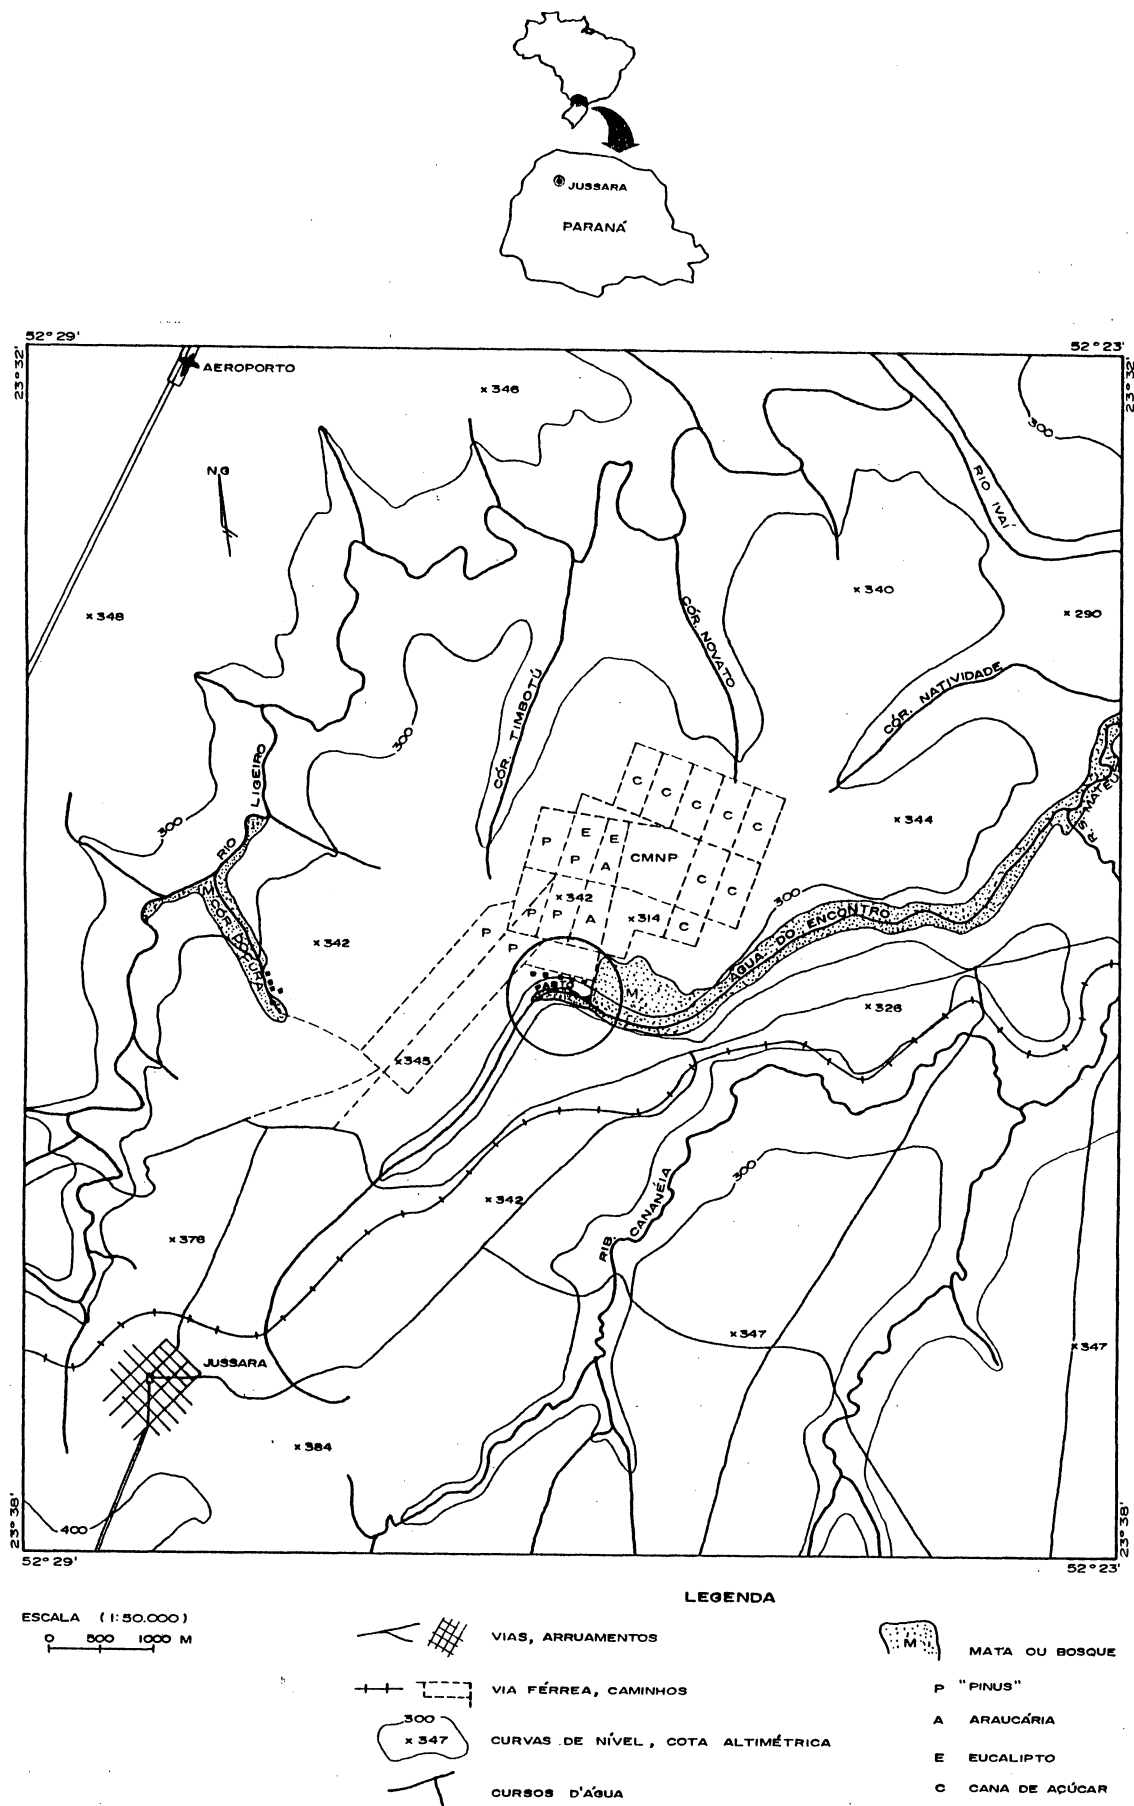 JUSSARA
PARANÁ
52° 29'
52° 23'
23° 32'
23° 32'
AEROPORTO
x 346
300
N.G
RIO IVAÍ
x 348
x 340
x 290
CÓR. NOVATO
CÓR. TIMBOTÚ
CÓR. NATIVIDADE
300
RIO LIGEIRO
C
C
C
C
C
300
x 344
R. S. MATEUS
P
E
E
P
A
CMNP
C
C
M
300
x 342
P
P
A
x 314
C
P
P
ÁGUA DO ENCONTRO
x 342
PASTO
M
x 326
x 345
300
x 342
RIB. CANANÉIA
x 376
x 347
x 347
JUSSARA
x 384
400
23° 38'
23° 38'
52° 29'
52° 23'
LEGENDA
ESCALA (1:50.000)
0 500 1000 M
VIAS, ARRUAMENTOS
VIA FÉRREA, CAMINHOS
300
x 347
CURVAS DE NÍVEL, COTA ALTIMÉTRICA
CURSOS D'ÁGUA
M
MATA OU BOSQUE
P "PINUS"
A ARAUCÁRIA
E EUCALIPTO
C CANA DE AÇÚCAR